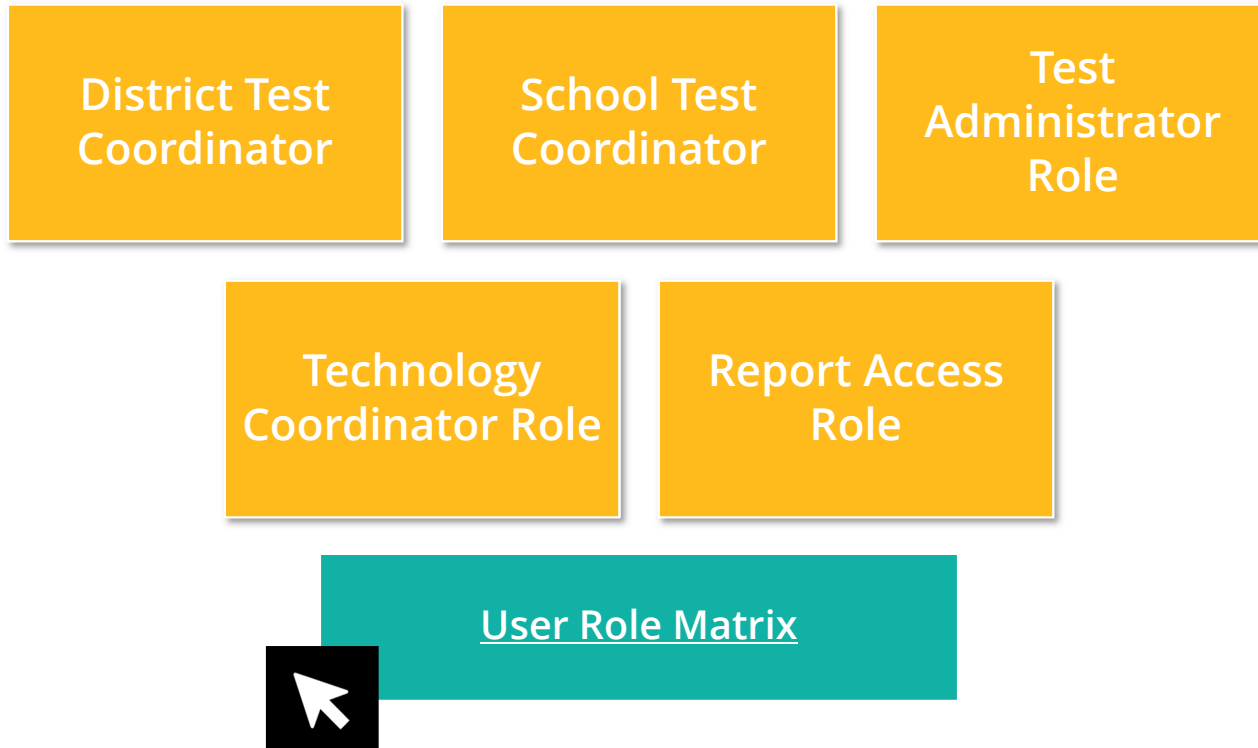 District Test
Coordinator
School Test
Coordinator
Test
Administrator
Role
Technology
Coordinator Role
Report Access
Role
User Role Matrix